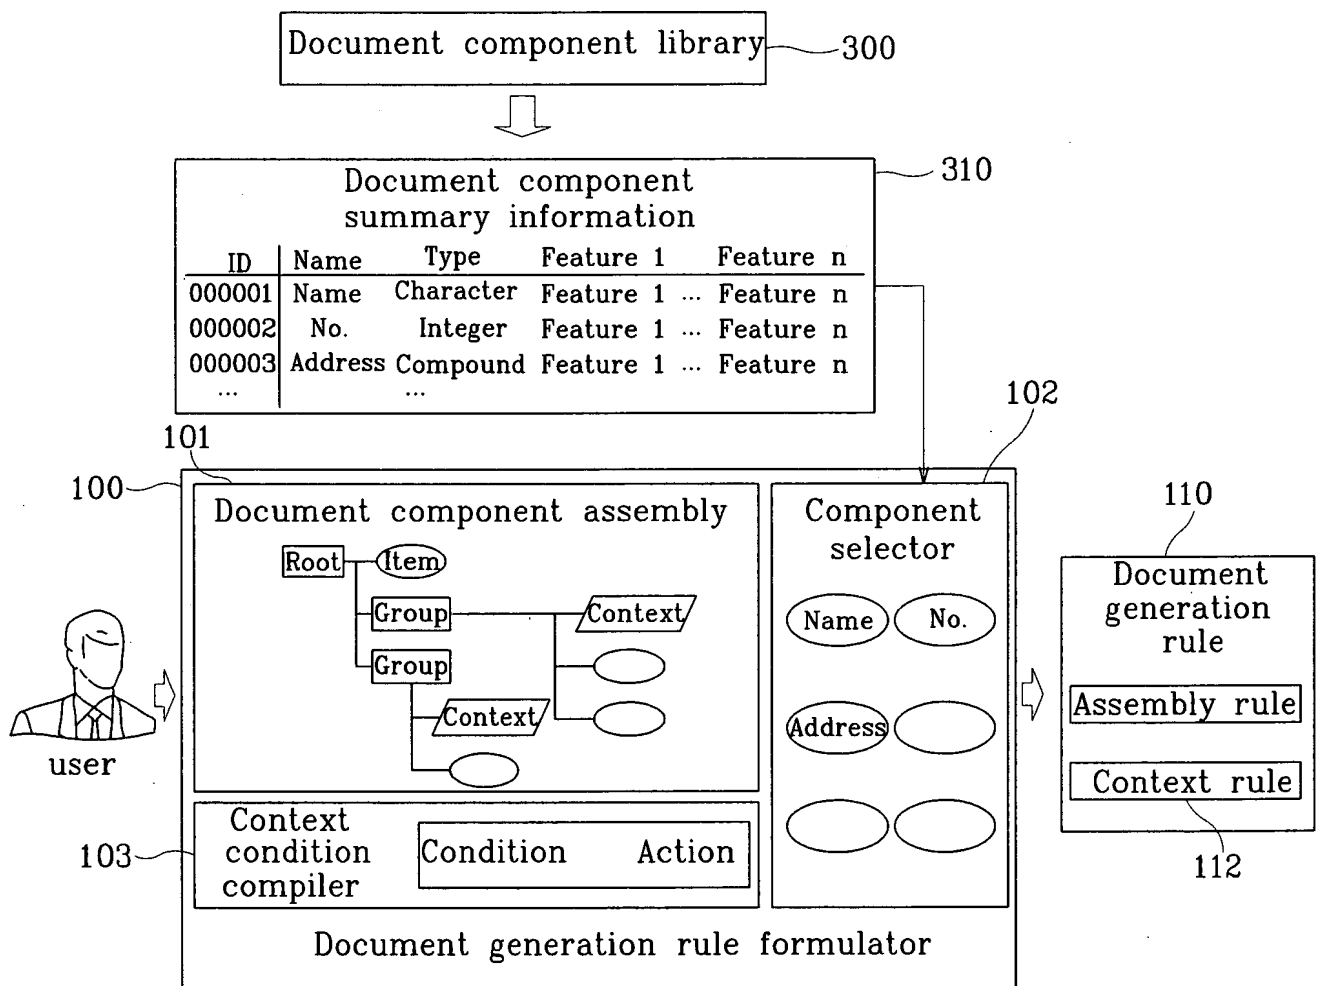 Document component library
300
310
Document component
summary information
ID Name Type Feature 1 Feature n
000001 Name Character Feature 1 ... Feature n
000002 No. Integer Feature 1 ... Feature n
000003 Address Compound Feature 1 ... Feature n
... ...
102
101
100
Document component assembly
Root
Item
Group
Context
Group
Context
Component
selector
Name
No.
Address
110
Document
generation
rule
Assembly rule
Context rule
112
user
103
Context
condition
compiler
Condition Action
Document generation rule formulator